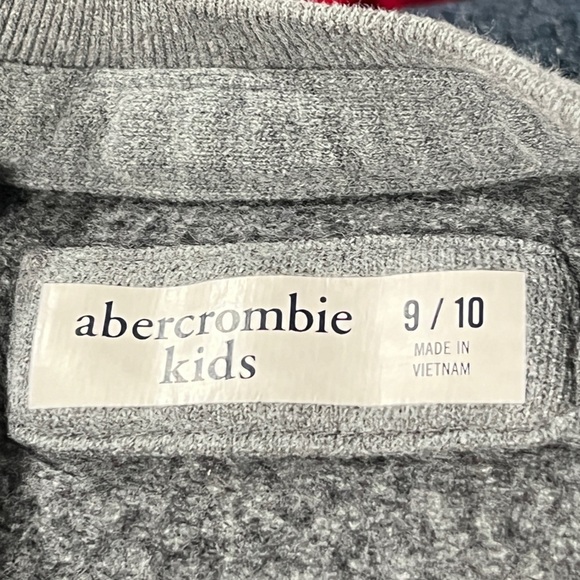 abercrombie
kids
9 / 10
MADE IN
VIETNAM